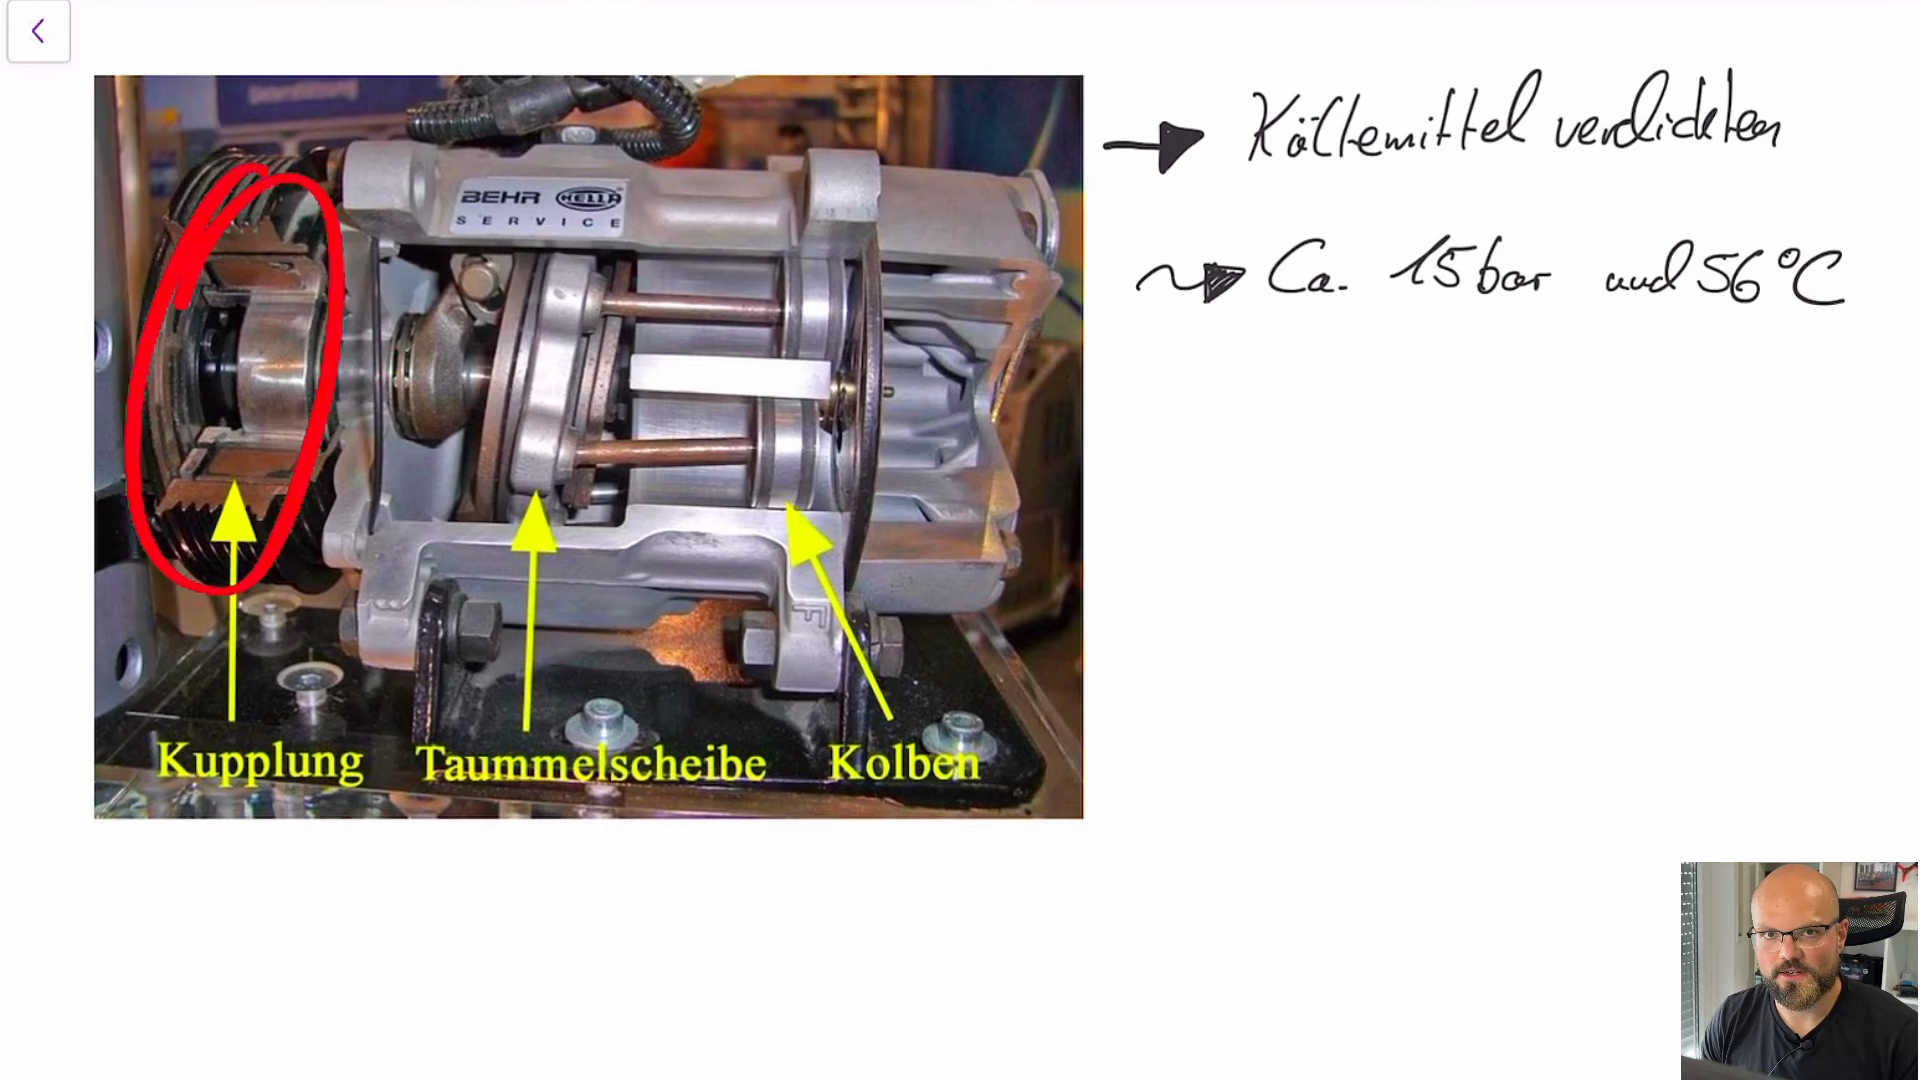 Kältemittel verdichten
Ca. 15 bar und 56°C
BEHR HELLA
SERVICE
F
Kupplung Taummelscheibe Kolben